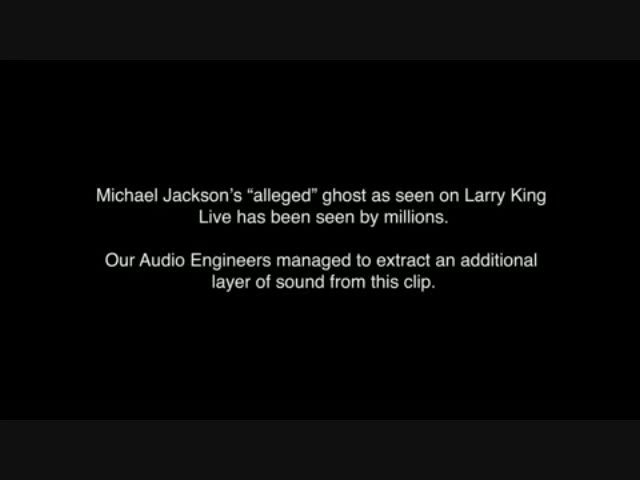 Michael Jackson's “alleged” ghost as seen on Larry King
Live has been seen by millions.
Our Audio Engineers managed to extract an additional
layer of sound from this clip.